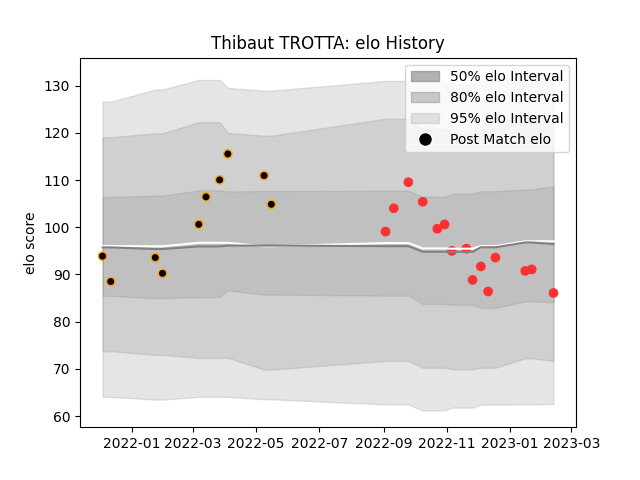 Thibaut TROTTA: elo History
50% elo Interval
80% elo Interval
95% elo Interval
Post Match elo
elo score
130
120
110
100
90
80
70
60
2022-01 2022-03 2022-05 2022-07 2022-09 2022-11 2023-01 2023-03